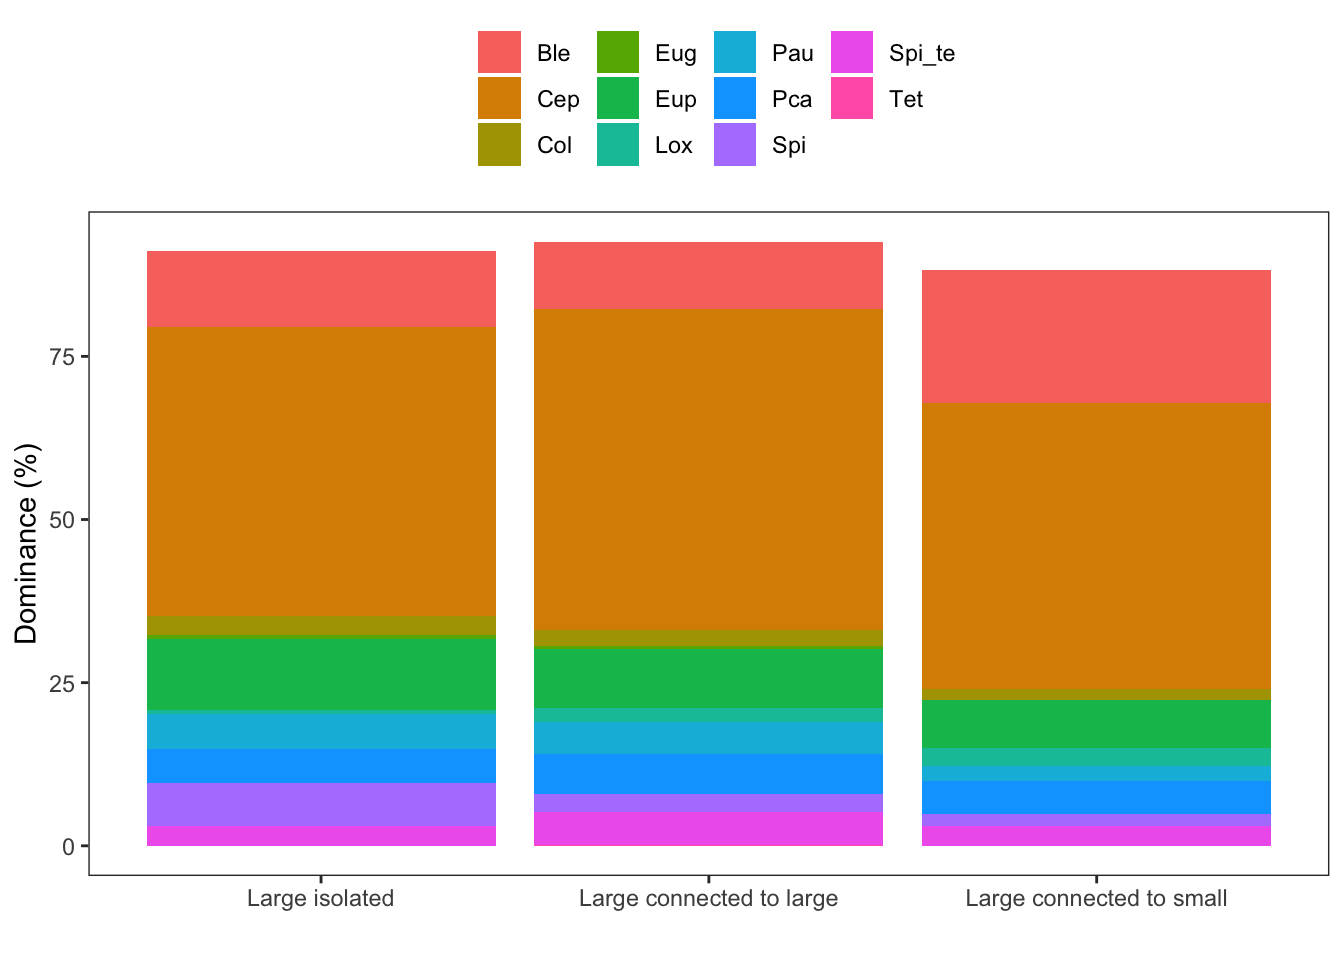 Ble Eug Pau Spi_te
Cep Eup Pca Tet
Col Lox Spi
Dominance (%)
75
50
25
0
Large isolated
Large connected to large
Large connected to small